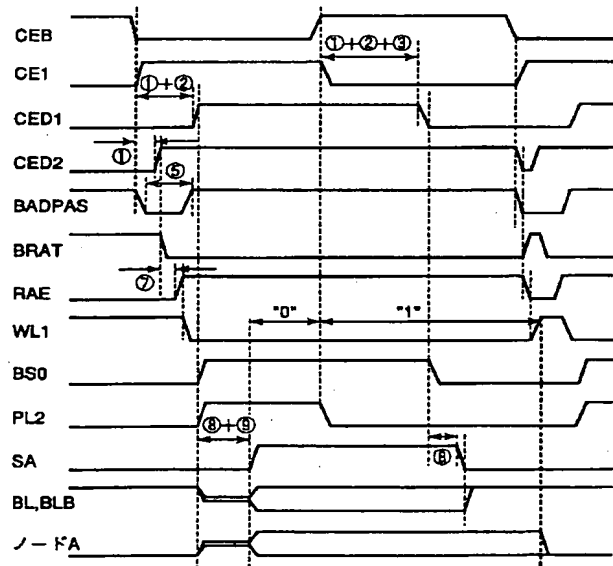 CEB
①+②+③
CE1
①+②
CED1
①
CED2
⑤
BADPAS
BRAT
⑦
RAE
"0" "1"
WL1
BS0
PL2
⑧+⑨
SA
⑧
BL,BLB
ノードA